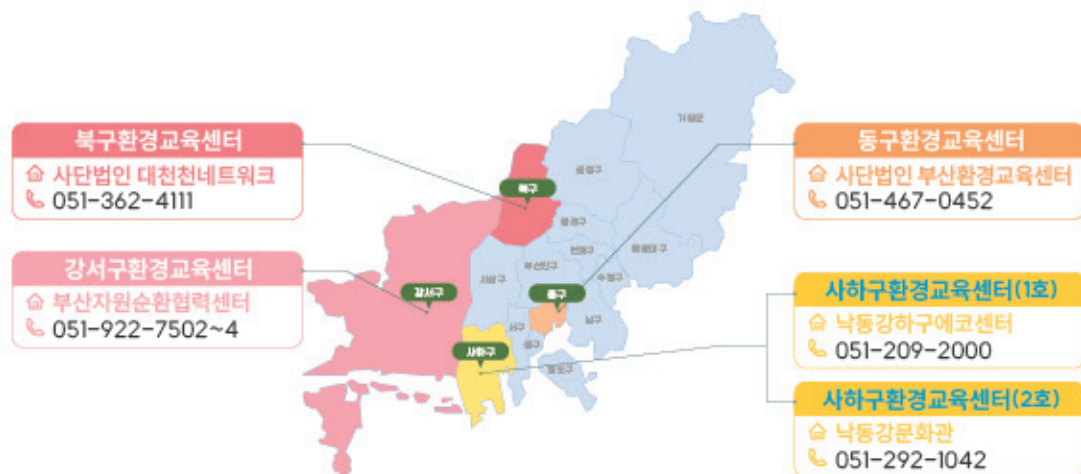 북구환경교육센터
사단법인 대천천네트워크
051-362-4111
강서구환경교육센터
부산자원순환협력센터
051-922-7502~4
동구환경교육센터
사단법인 부산환경교육센터
051-467-0452
사하구환경교육센터(1호)
낙동강하구에코센터
051-209-2000
사하구환경교육센터(2호)
낙동강문화관
051-292-1042
기장군
금정구
북구
동래구
해운대구
연제구
부산진구
수영구
사상구
강서구
동구
남구
서구
중구
사하구
영도구